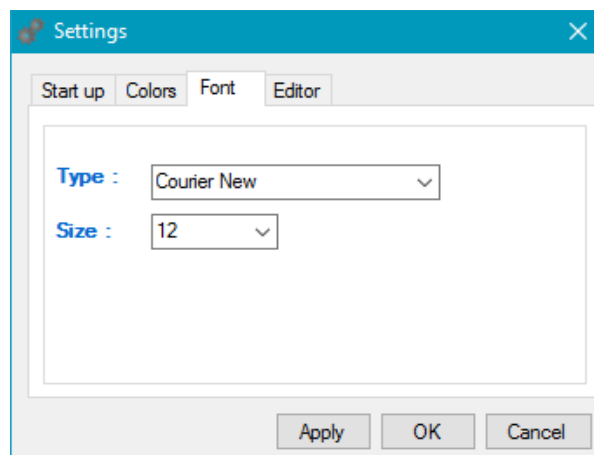 Settings
Start up Colors Font Editor
Type : Courier New
Size : 12
Apply OK Cancel